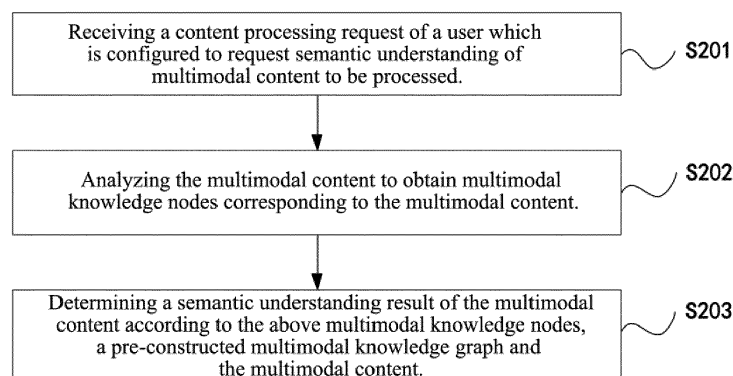 Receiving a content processing request of a user which
is configured to request semantic understanding of
multimodal content to be processed.
S201
Analyzing the multimodal content to obtain multimodal
knowledge nodes corresponding to the multimodal content.
S202
Determining a semantic understanding result of the multimodal
content according to the above multimodal knowledge nodes,
a pre-constructed multimodal knowledge graph and
the multimodal content.
S203